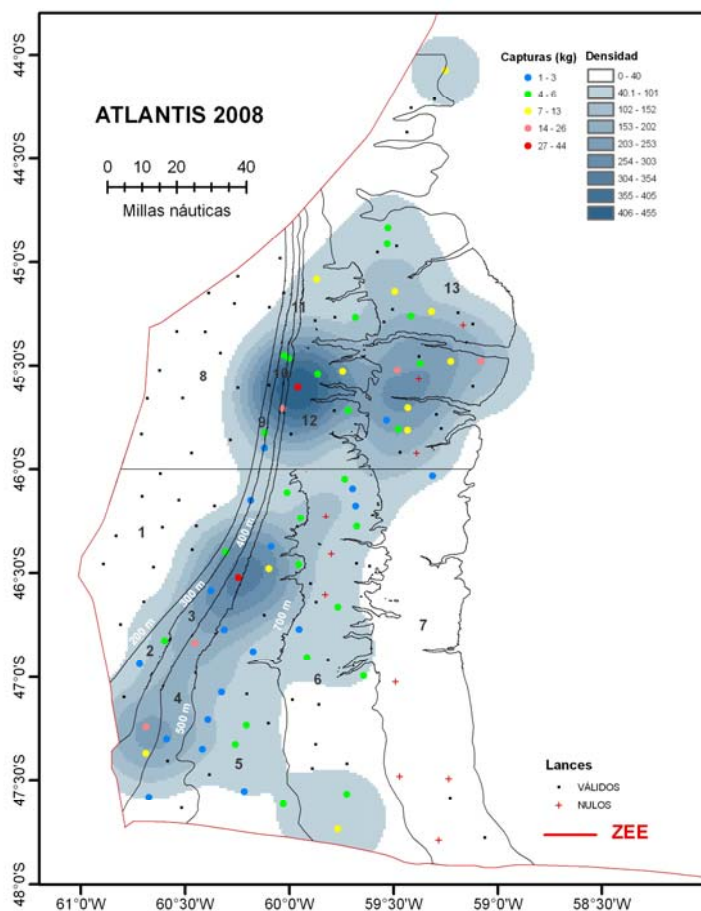 ATLANTIS 2008
0 10 20 40
Millas náuticas
Capturas (kg)
1 - 3
4 - 6
7 - 13
14 - 26
27 - 44
Densidad
0 - 40
40.1 - 101
102 - 152
153 - 202
203 - 253
254 - 303
304 - 354
355 - 405
406 - 455
44°0'S
44°30'S
45°0'S
45°30'S
46°0'S
46°30'S
47°0'S
47°30'S
48°0'S
13
11
8
10
12
9
1
400 m
300 m
200 m
3
2
700 m
7
4
6
500 m
5
Lances
VÁLIDOS
NULOS
ZEE
61°0'W
60°30'W
60°0'W
59°30'W
59°0'W
58°30'W